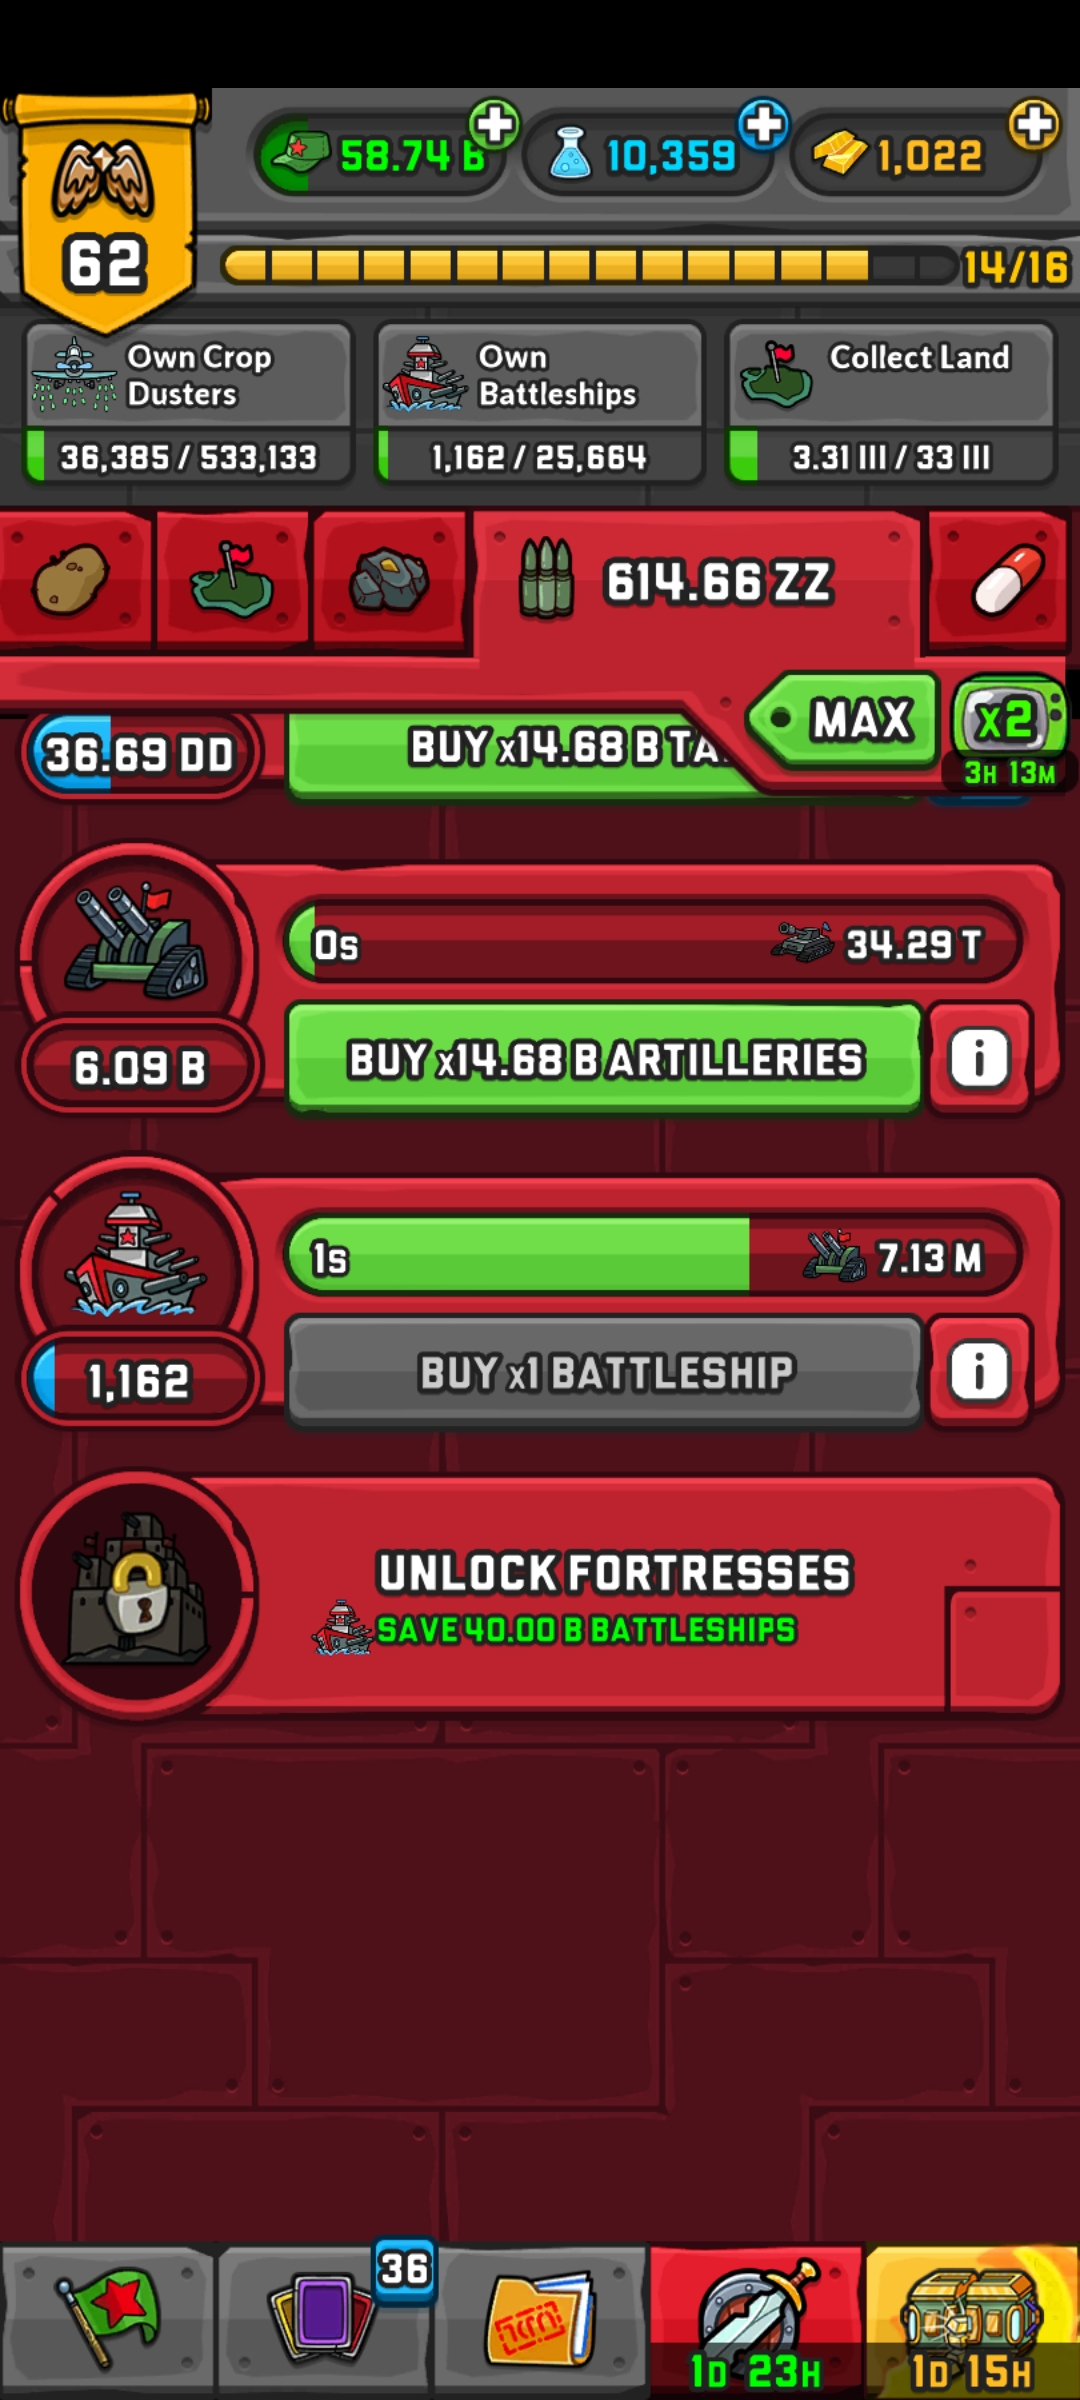 58.74 B
10,359
1,022
62
14/16
Own Crop
Dusters
36,385 / 533,133
Own
Battleships
1,162 / 25,664
Collect Land
3.31 III / 33 III
614.66 ZZ
MAX
x2
3H 13M
36.69 DD
BUY x14.68 B
0s
34.29 T
6.09 B
BUY x14.68 B ARTILLERIES
i
1s
7.13 M
1,162
BUY x1 BATTLESHIP
i
UNLOCK FORTRESSES
SAVE 40.00 B BATTLESHIPS
36
1D 23H
1D 15H